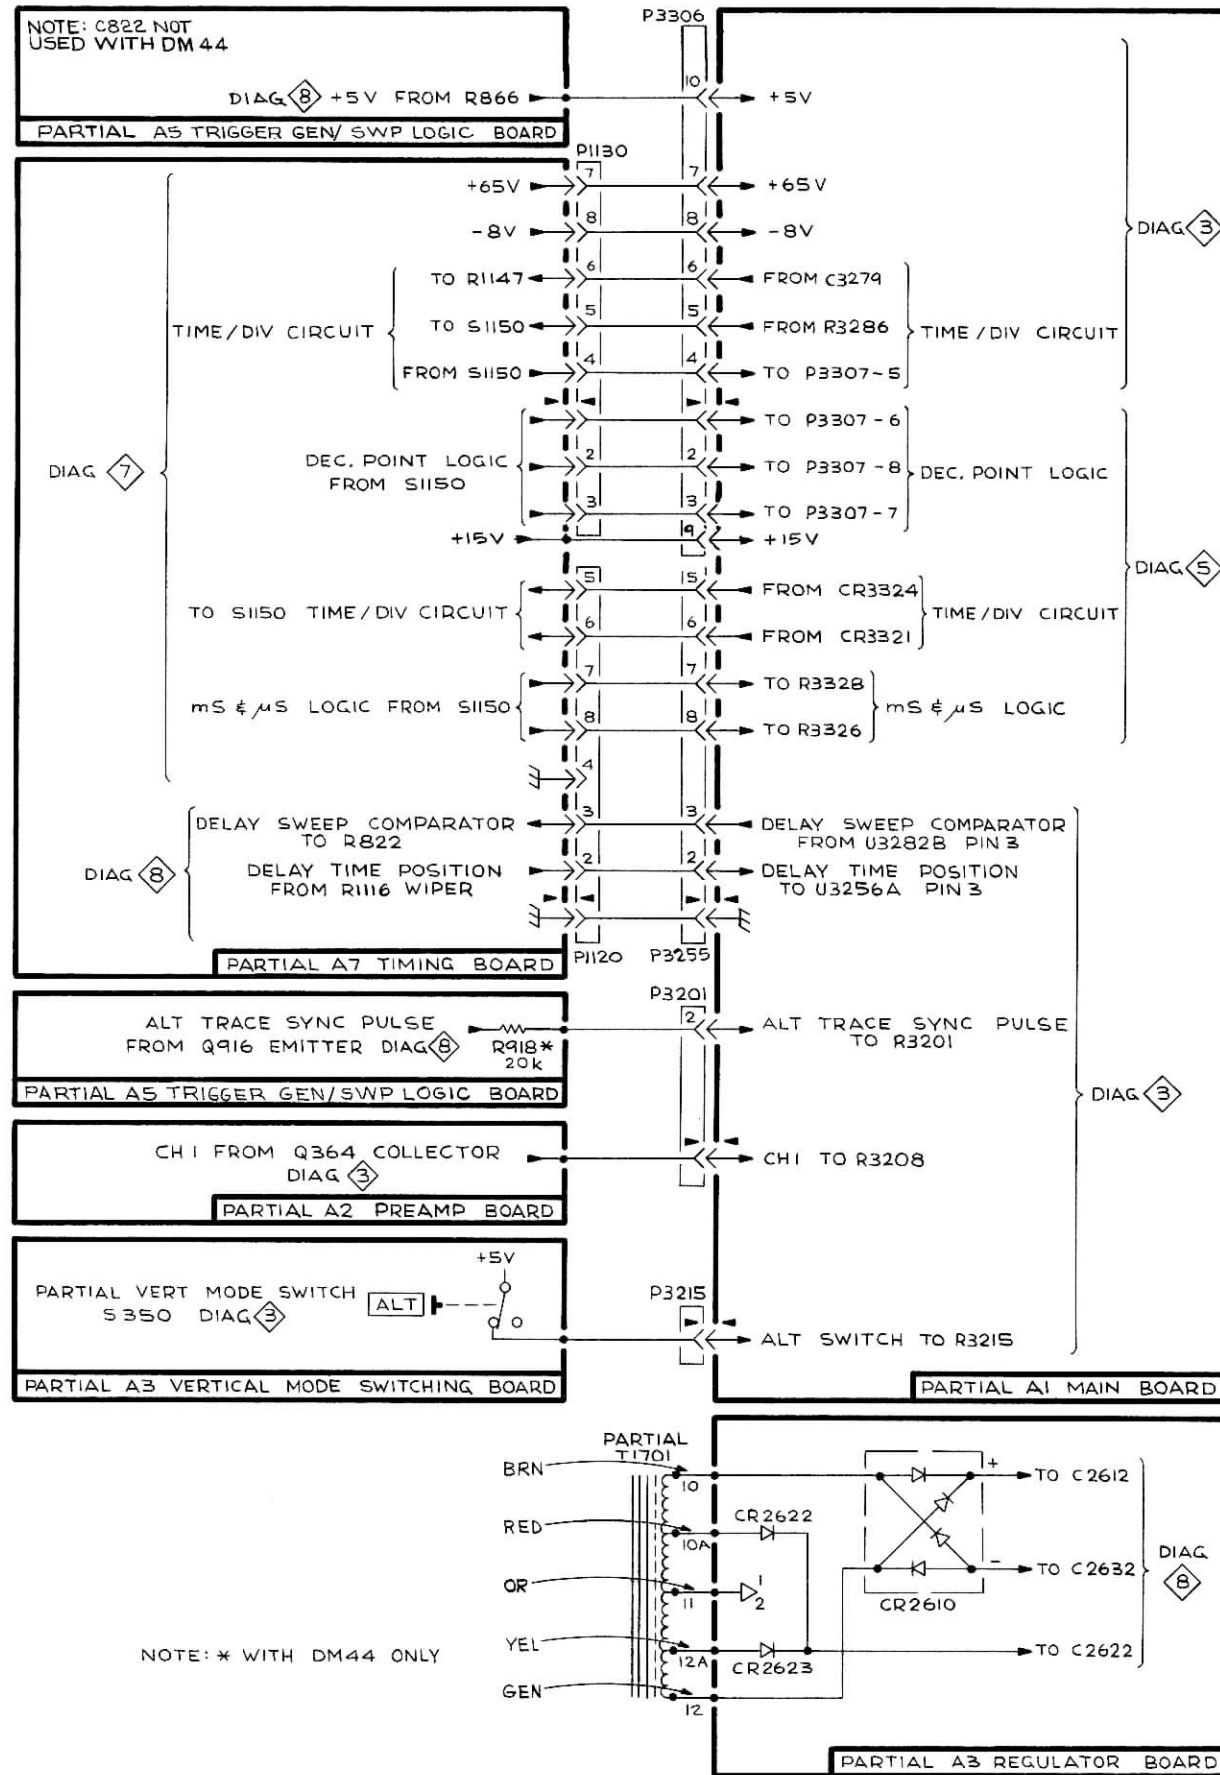 NOTE: C822 NOT
USED WITH DM 44
DIAG 8 +5V FROM R866
PARTIAL A5 TRIGGER GEN/ SWP LOGIC BOARD
P3306
10
+5V
P1130
+65V 7 7 +65V
-8V 8 8 -8V
TO R1147 6 6 FROM C3279
TO S1150 5 5 FROM R3286
FROM S1150 4 4 TO P3307-5
TIME/DIV CIRCUIT
TIME/DIV CIRCUIT
DIAG 3
TO P3307-6
DEC. POINT LOGIC
FROM S1150
2 2 TO P3307-8
DEC. POINT LOGIC
3 3 TO P3307-7
+15V 9 +15V
DIAG 7
DIAG 5
5 5 FROM CR3324
TO S1150 TIME/DIV CIRCUIT
TIME/DIV CIRCUIT
6 6 FROM CR3321
7 7 TO R3328
mS & µS LOGIC FROM S1150
mS & µS LOGIC
8 8 TO R3326
4
DELAY SWEEP COMPARATOR
TO R822
3 3
DELAY SWEEP COMPARATOR
FROM U3282B PIN 3
DIAG 8
DELAY TIME POSITION
FROM R1116 WIPER
2 2
DELAY TIME POSITION
TO U3256A PIN 3
PARTIAL A7 TIMING BOARD
P1120 P3255
P3201
ALT TRACE SYNC PULSE
FROM Q916 EMITTER DIAG 8
R918*
20k
2
ALT TRACE SYNC PULSE
TO R3201
PARTIAL A5 TRIGGER GEN/SWP LOGIC BOARD
DIAG 3
CH 1 FROM Q364 COLLECTOR
DIAG 3
CH 1 TO R3208
PARTIAL A2 PREAMP BOARD
+5V
PARTIAL VERT MODE SWITCH
S350 DIAG 3
ALT
P3215
ALT SWITCH TO R3215
PARTIAL A3 VERTICAL MODE SWITCHING BOARD
PARTIAL A1 MAIN BOARD
PARTIAL
T1701
BRN
10
+
TO C2612
RED
10A
CR2622
OR
11
1
2
-
TO C2632
CR2610
DIAG
8
YEL
12A
CR2623
TO C2622
GEN
12
NOTE: * WITH DM44 ONLY
PARTIAL A3 REGULATOR BOARD